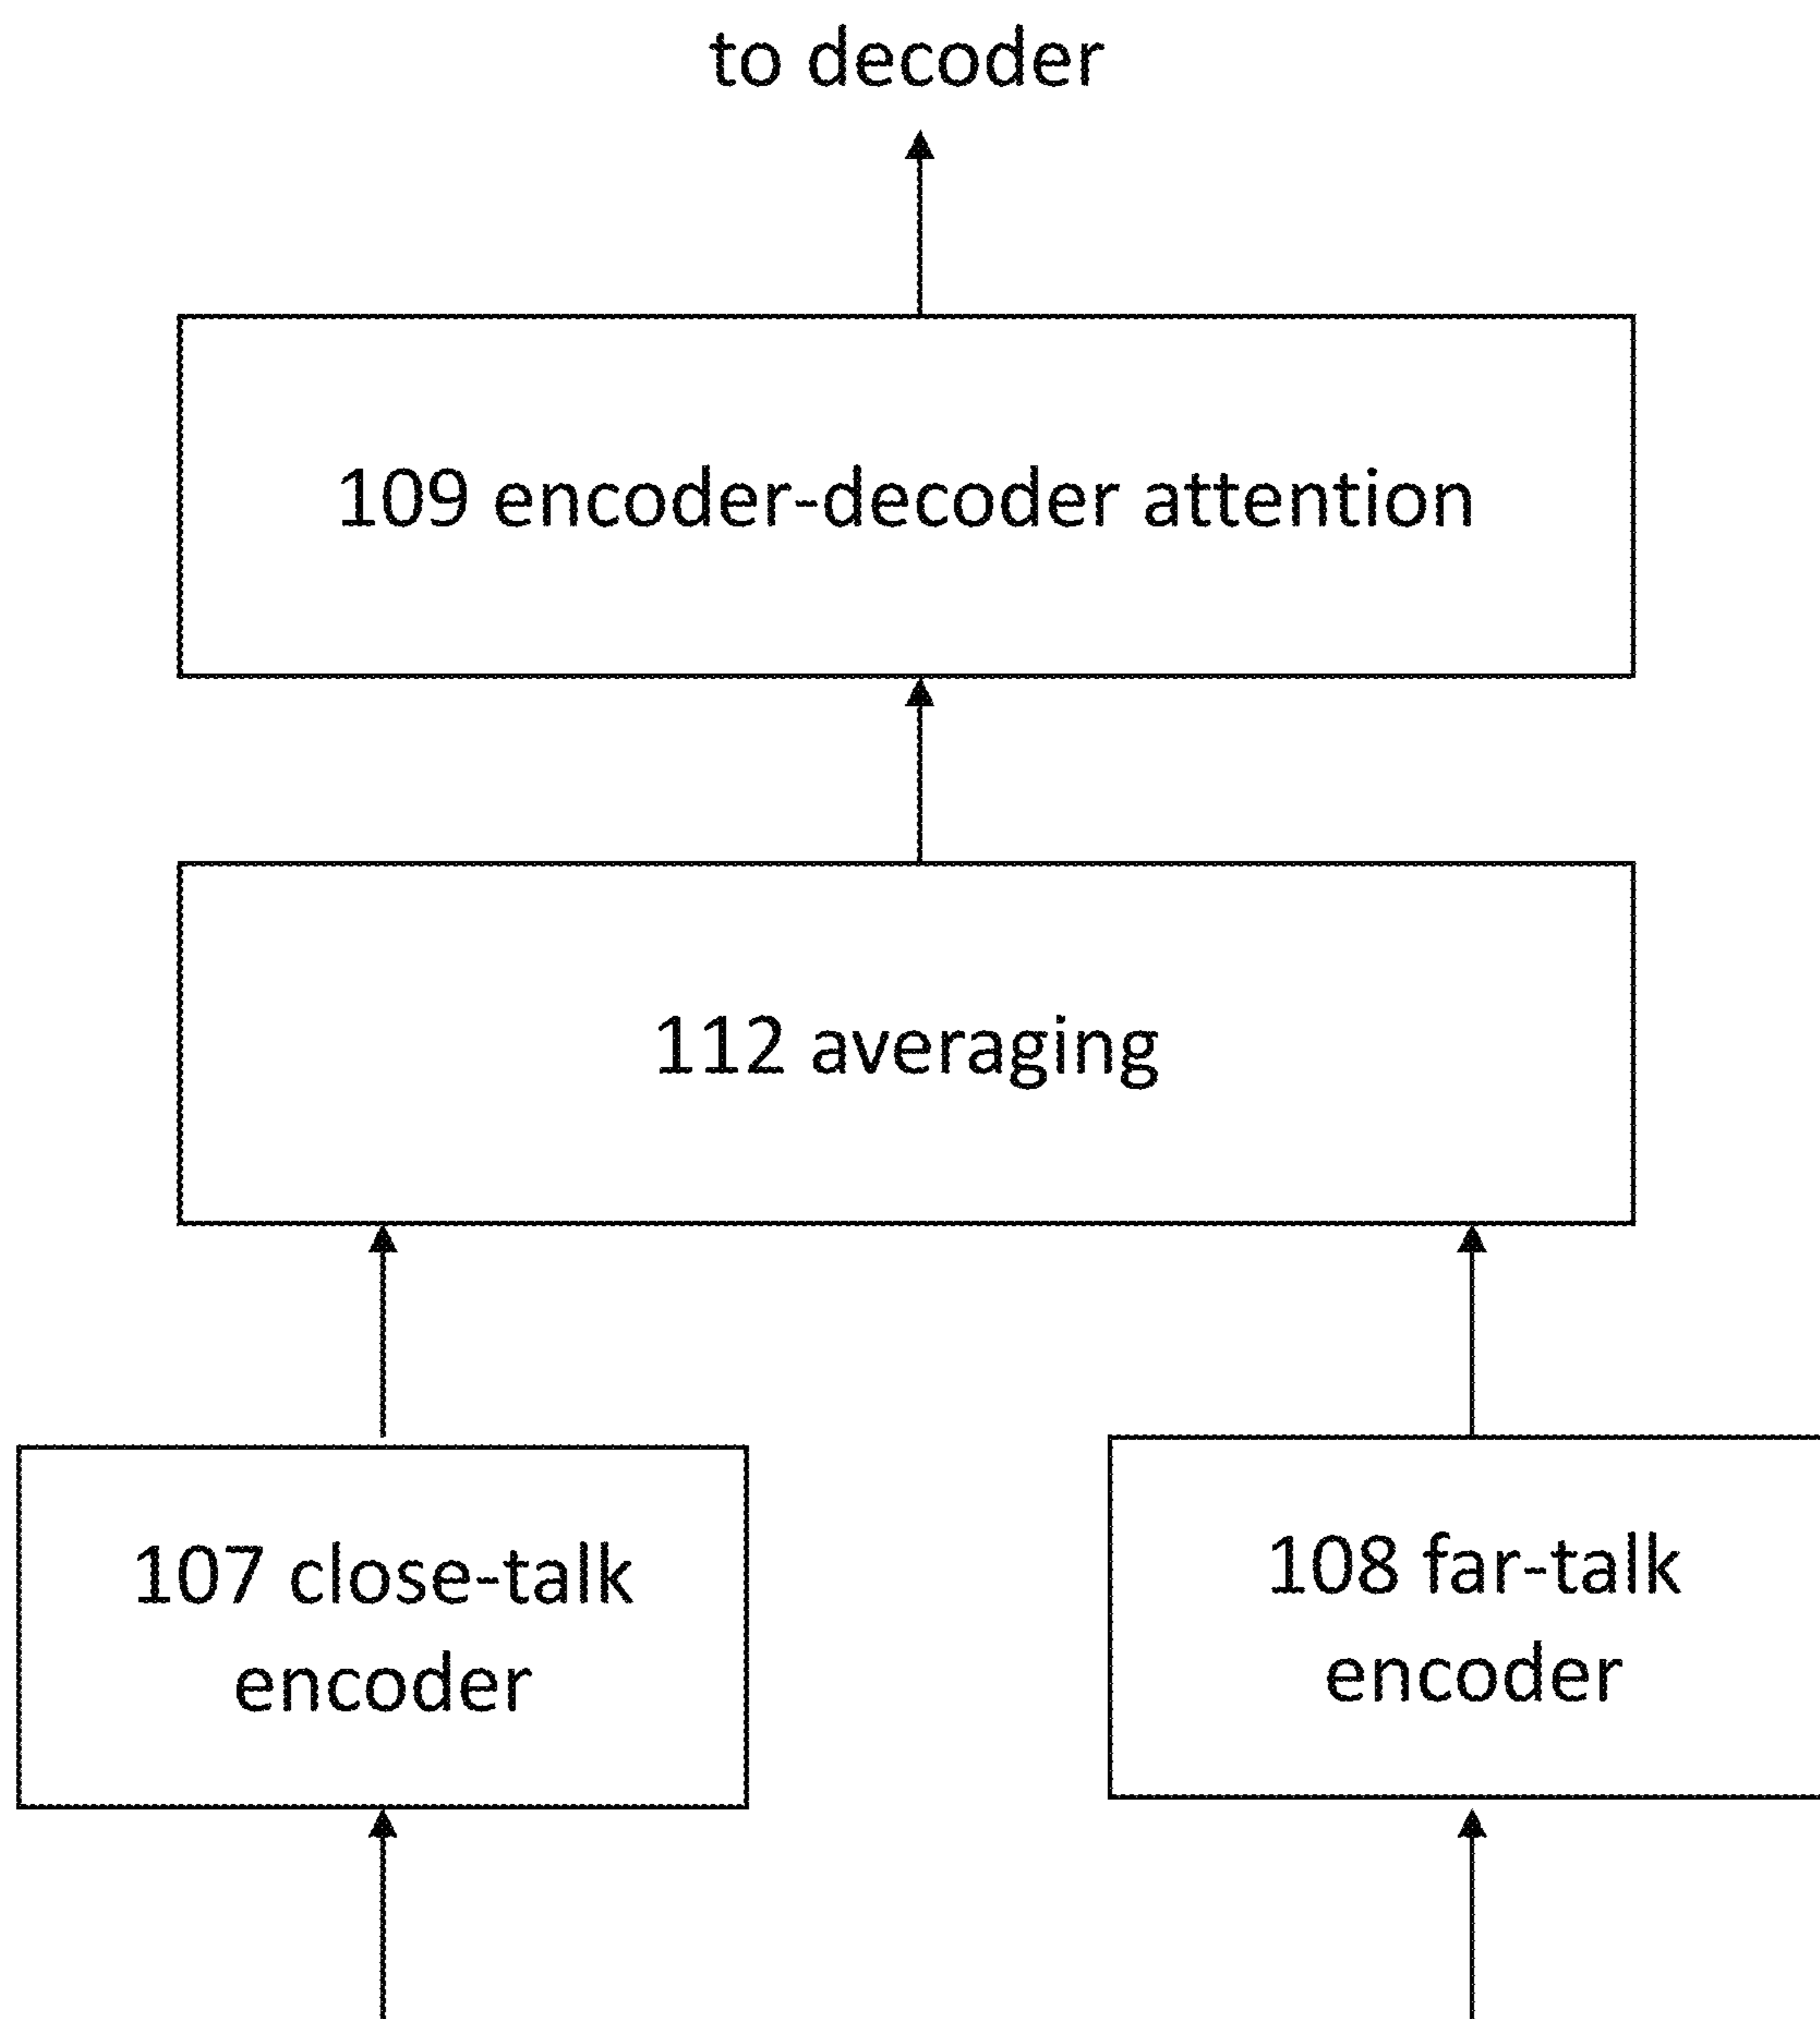 to decoder
109 encoder-decoder attention
112 averaging
107 close-talk
encoder
108 far-talk
encoder